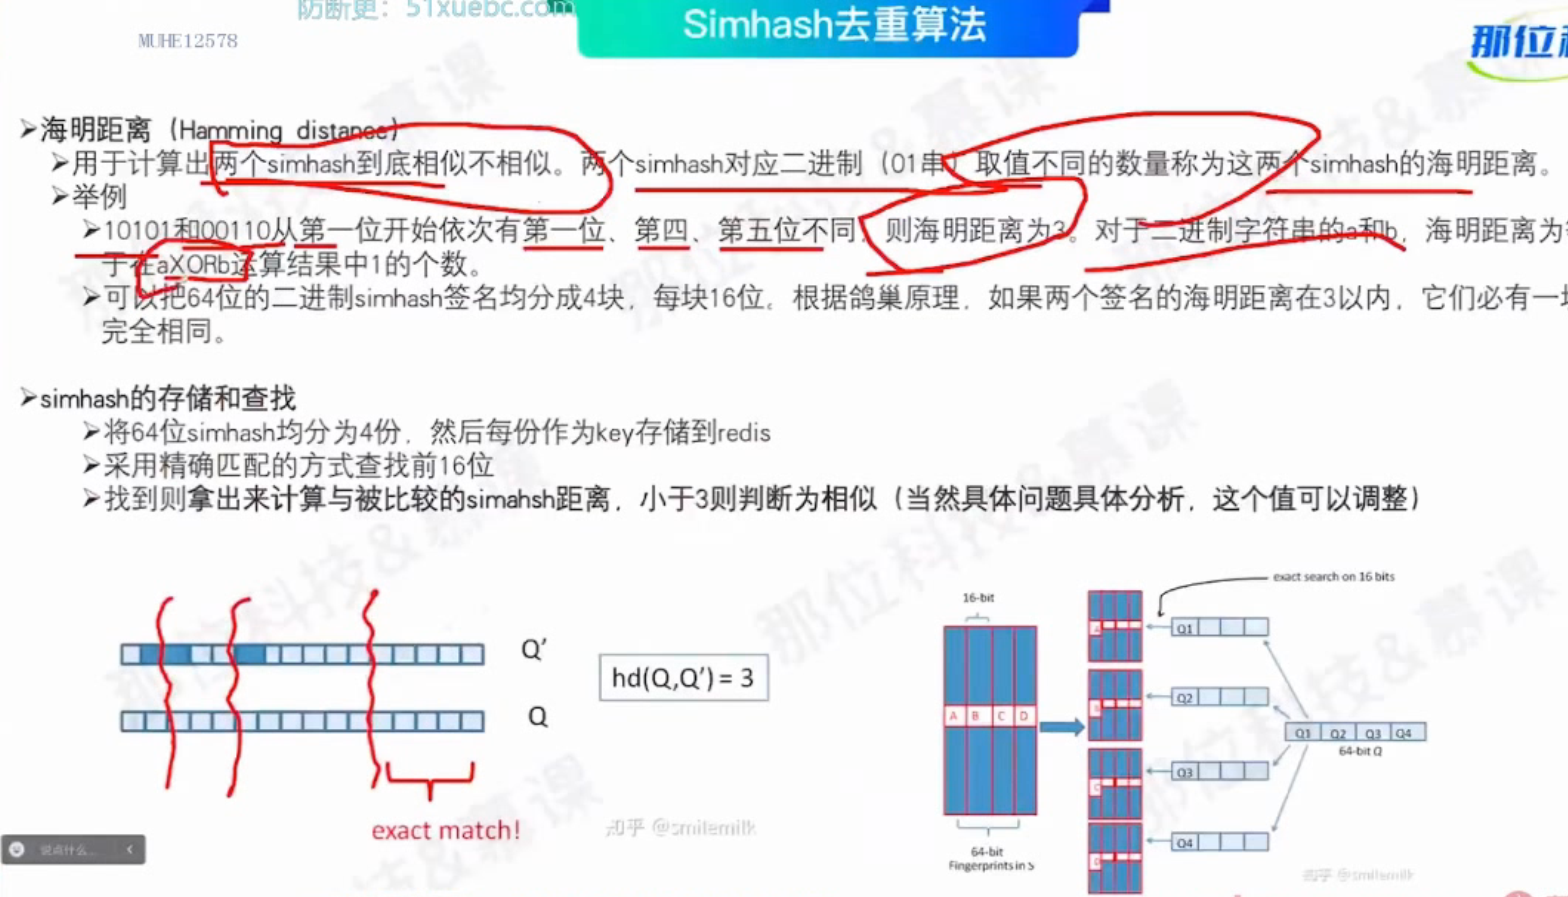 防断更：51xuebc.com
MUHE12578
Simhash去重算法
那位
➢海明距离（Hamming distance）
➢用于计算出两个simhash到底相似不相似。两个simhash对应二进制（01串）取值不同的数量称为这两个simhash的海明距离。
➢举例
➢10101和00110从第一位开始依次有第一位、第四、第五位不同，则海明距离为3。对于二进制字符串的a和b，海明距离为
于在aXORb运算结果中1的个数。
➢可以把64位的二进制simhash签名均分成4块，每块16位。根据鸽巢原理，如果两个签名的海明距离在3以内，它们必有一
完全相同。
➢simhash的存储和查找
➢将64位simhash均分为4份，然后每份作为key存储到redis
➢采用精确匹配的方式查找前16位
➢找到则拿出来计算与被比较的simahsh距离，小于3则判断为相似（当然具体问题具体分析，这个值可以调整）
Q’
hd(Q,Q’) = 3
Q
exact match!
知乎 @smilemilk
16-bit
A B C D
64-bit
Fingerprints in S
exact search on 16 bits
A
Q1
Q2
C
Q3
D
Q4
Q1 Q2 Q3 Q4
64-bit Q
知乎 @smilemilk
说点什么...
那位科技&慕课